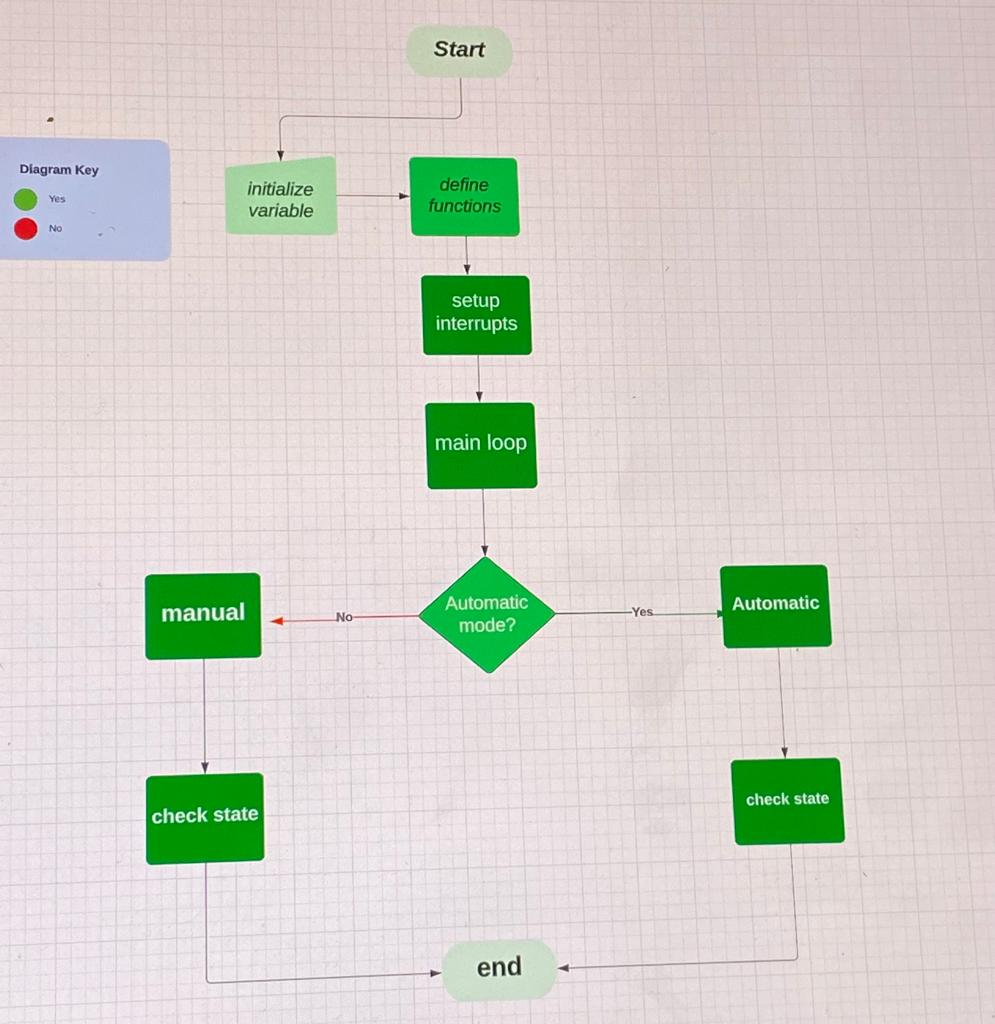 Start
Diagram Key
Yes
No
initialize
variable
define
functions
setup
interrupts
main loop
Automatic
mode?
No
Yes
manual
Automatic
check state
check state
end